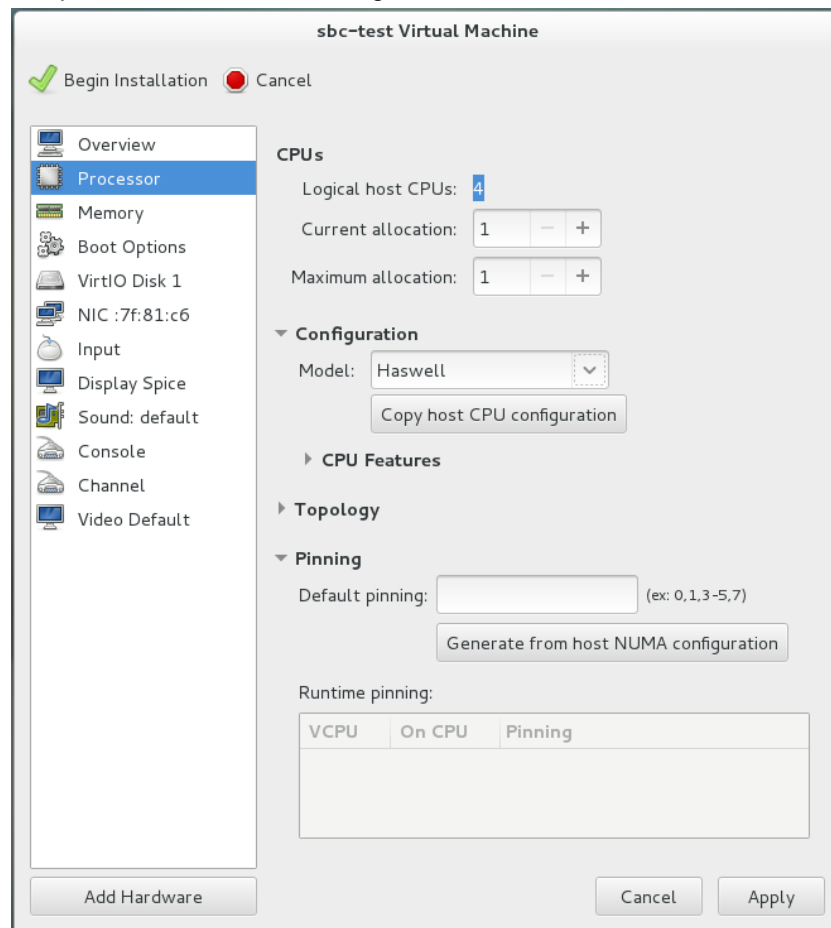 sbc-test Virtual Machine
Begin Installation Cancel
Overview
Processor
Memory
Boot Options
VirtIO Disk 1
NIC :7f:81:c6
Input
Display Spice
Sound: default
Console
Channel
Video Default
Add Hardware
CPUs
Logical host CPUs: 4
Current allocation: 1 − +
Maximum allocation: 1 − +
Configuration
Model: Haswell
Copy host CPU configuration
CPU Features
Topology
Pinning
Default pinning: (ex: 0,1,3-5,7)
Generate from host NUMA configuration
Runtime pinning:
VCPU On CPU Pinning
Cancel Apply